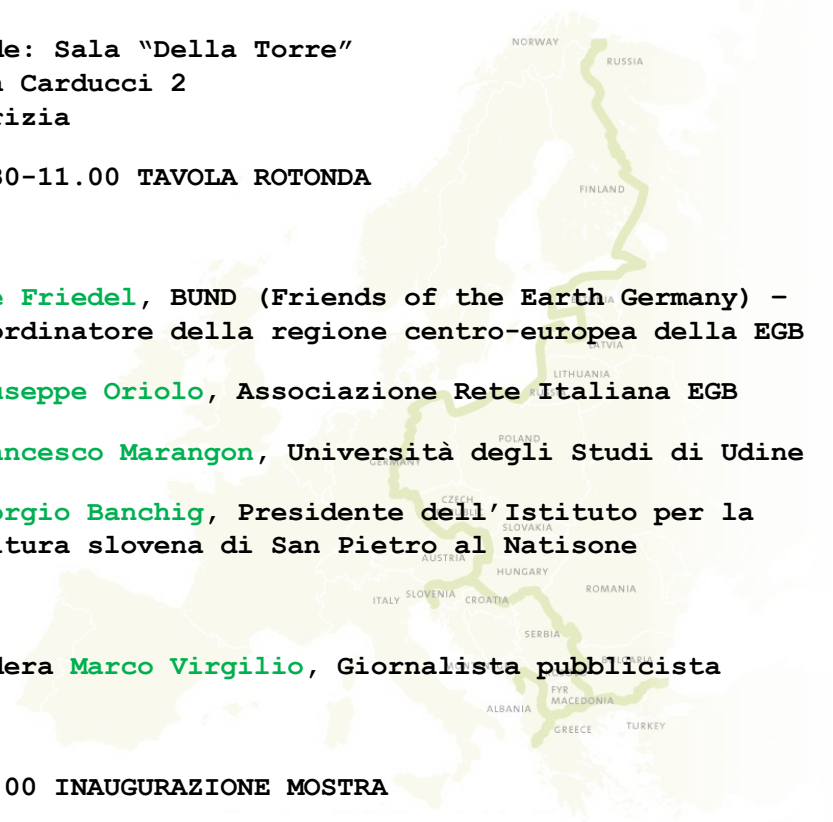 de: Sala “Della Torre”
a Carducci 2
rizia
30-11.00 TAVOLA ROTONDA
e Friedel, BUND (Friends of the Earth Germany) –
ordinatore della regione centro-europea della EGB
useppe Oriolo, Associazione Rete Italiana EGB
ancesco Marangon, Università degli Studi di Udine
orgio Banchig, Presidente dell’Istituto per la
ltura slovena di San Pietro al Natisone
dera Marco Virgilio, Giornalista pubblicista
.00 INAUGURAZIONE MOSTRA
NORWAY
RUSSIA
FINLAND
LATVIA
LITHUANIA
POLAND
GERMANY
CZECH
SLOVAKIA
AUSTRIA
HUNGARY
ROMANIA
ITALY
SLOVENIA
CROATIA
SERBIA
BULGARIA
FYR
MACEDONIA
ALBANIA
GREECE
TURKEY